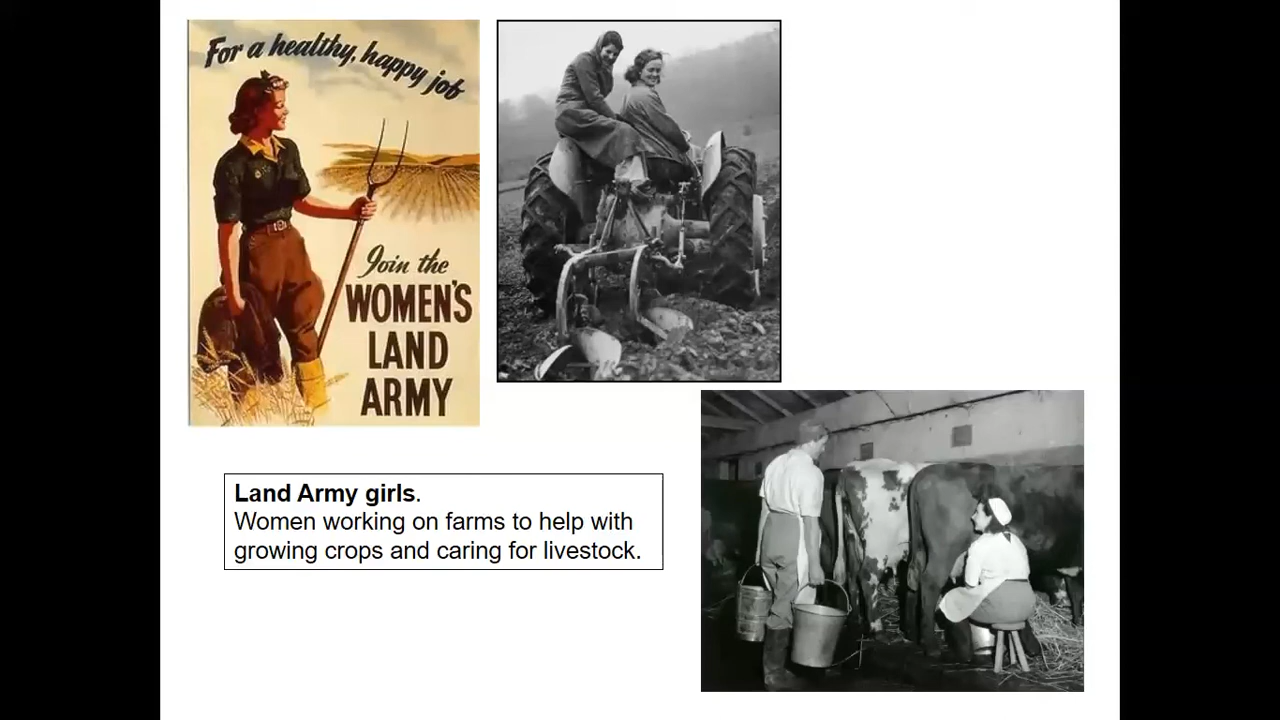 For a healthy, happy job
Join the
WOMEN'S
LAND
ARMY
Land Army girls.
Women working on farms to help with
growing crops and caring for livestock.